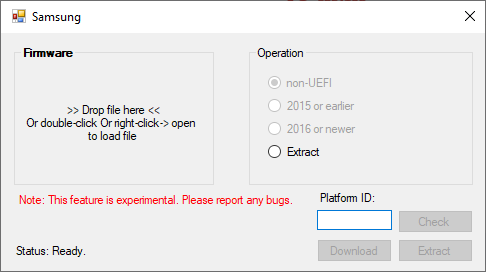 Samsung
Firmware
>> Drop file here <<
Or double-click Or right-click-> open
to load file
Operation
non-UEFI
2015 or earlier
2016 or newer
Extract
Note: This feature is experimental. Please report any bugs.
Platform ID:
Check
Status: Ready.
Download
Extract